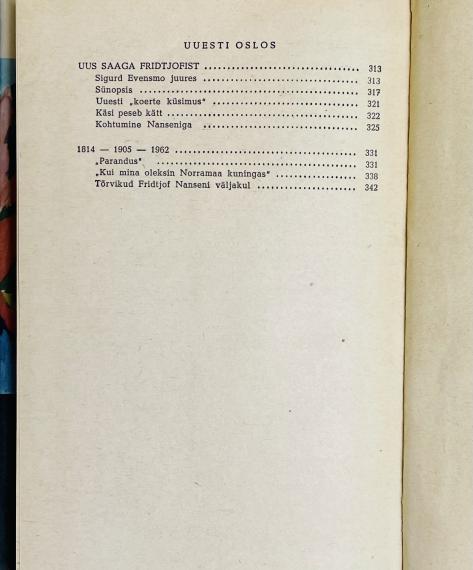 UUESTI OSLOS
UUS SAAGA FRIDTJOFIST ........................................ 313
Sigurd Evensmo juures ........................................ 313
Sünopsis ........................................ 317
Uuesti „koerte küsimus" ........................................ 321
Käsi peseb kätt ........................................ 322
Kohtumine Nanseniga ........................................ 325
1814 — 1905 — 1962 ........................................ 331
„Parandus" ........................................ 331
„Kui mina oleksin Norramaa kuningas" .................... 338
Tõrvikud Fridtjof Nanseni väljakul ........................ 342